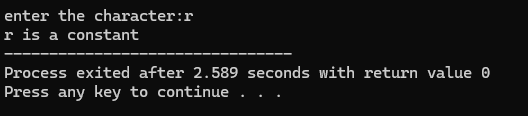 enter the character:r
r is a constant
--------------------------------
Process exited after 2.589 seconds with return value 0
Press any key to continue . . .